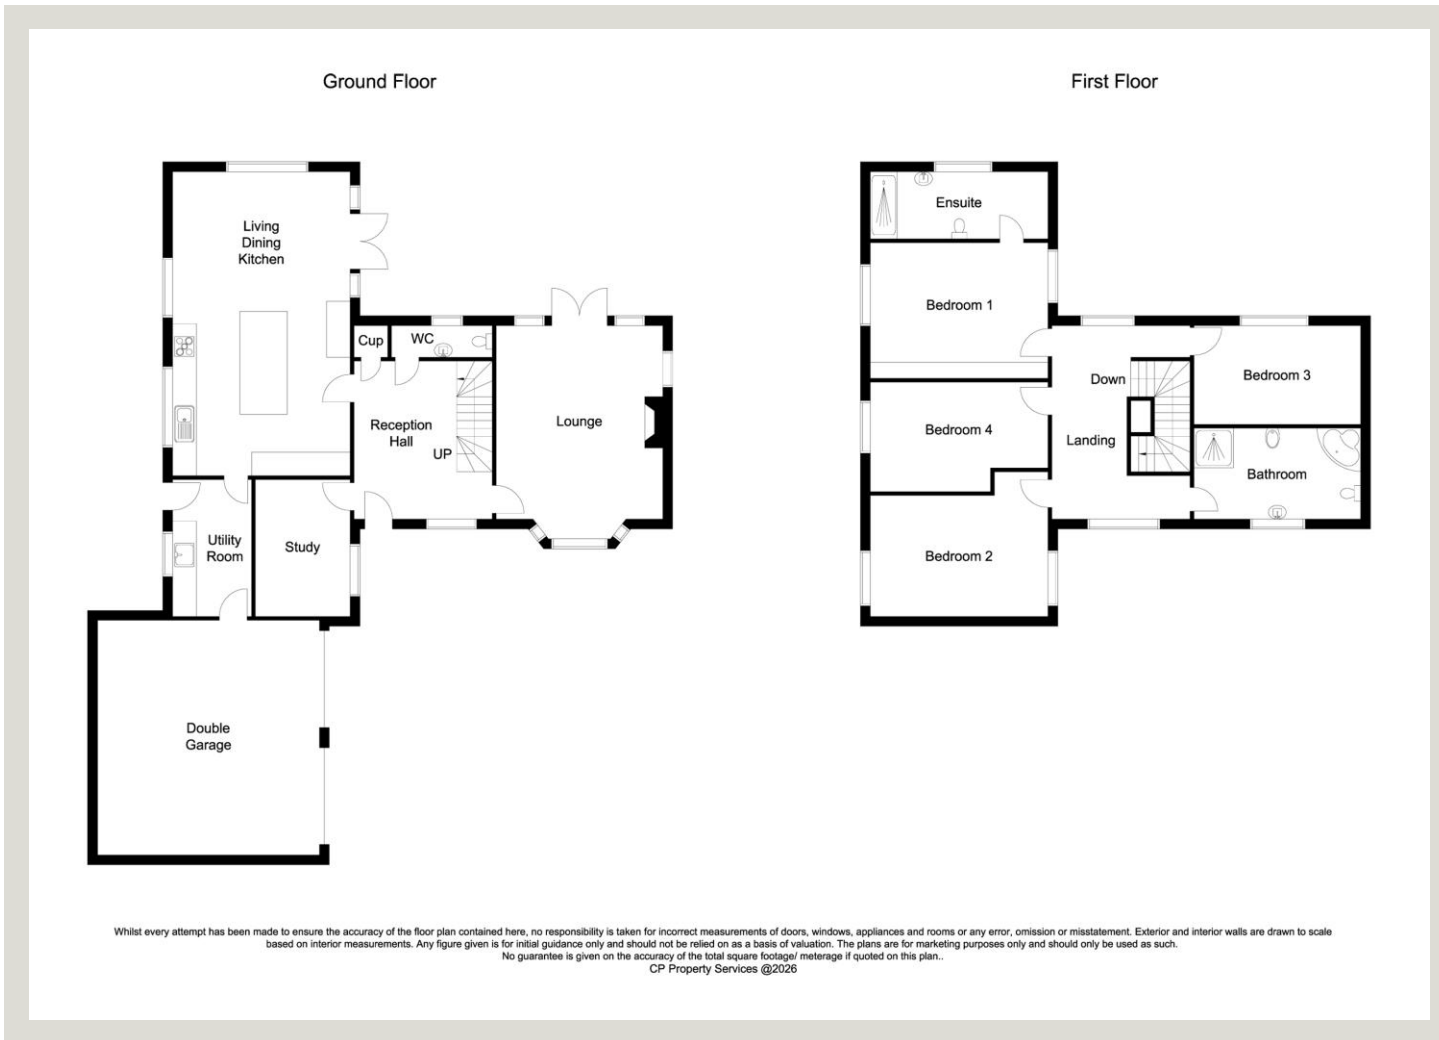 Ground Floor
First Floor
Living
Dining
Kitchen
Cup
WC
Reception
Hall
UP
Lounge
Utility
Room
Study
Double
Garage
Ensuite
Bedroom 1
Down
Bedroom 3
Bedroom 4
Landing
Bathroom
Bedroom 2
Whilst every attempt has been made to ensure the accuracy of the floor plan contained here, no responsibility is taken for incorrect measurements of doors, windows, appliances and rooms or any error, omission or misstatement. Exterior and interior walls are drawn to scale
based on interior measurements. Any figure given is for initial guidance only and should not be relied on as a basis of valuation. The plans are for marketing purposes only and should only be used as such.
No guarantee is given on the accuracy of the total square footage/ meterage if quoted on this plan..
CP Property Services @2026